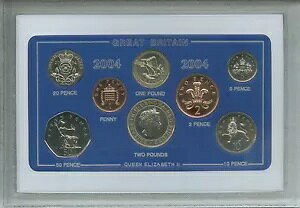 GREAT BRITAIN
2004
2004
20 PENCE
ONE POUND
5 PENCE
PENNY
2 PENCE
TWO POUNDS
50 PENCE
QUEEN ELIZABETH II
10 PENCE